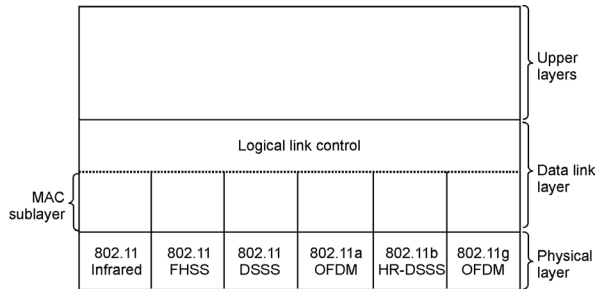 Upper
layers
Logical link control
Data link
layer
MAC
sublayer
802.11
Infrared
802.11
FHSS
802.11
DSSS
802.11a
OFDM
802.11b
HR-DSSS
802.11g
OFDM
Physical
layer